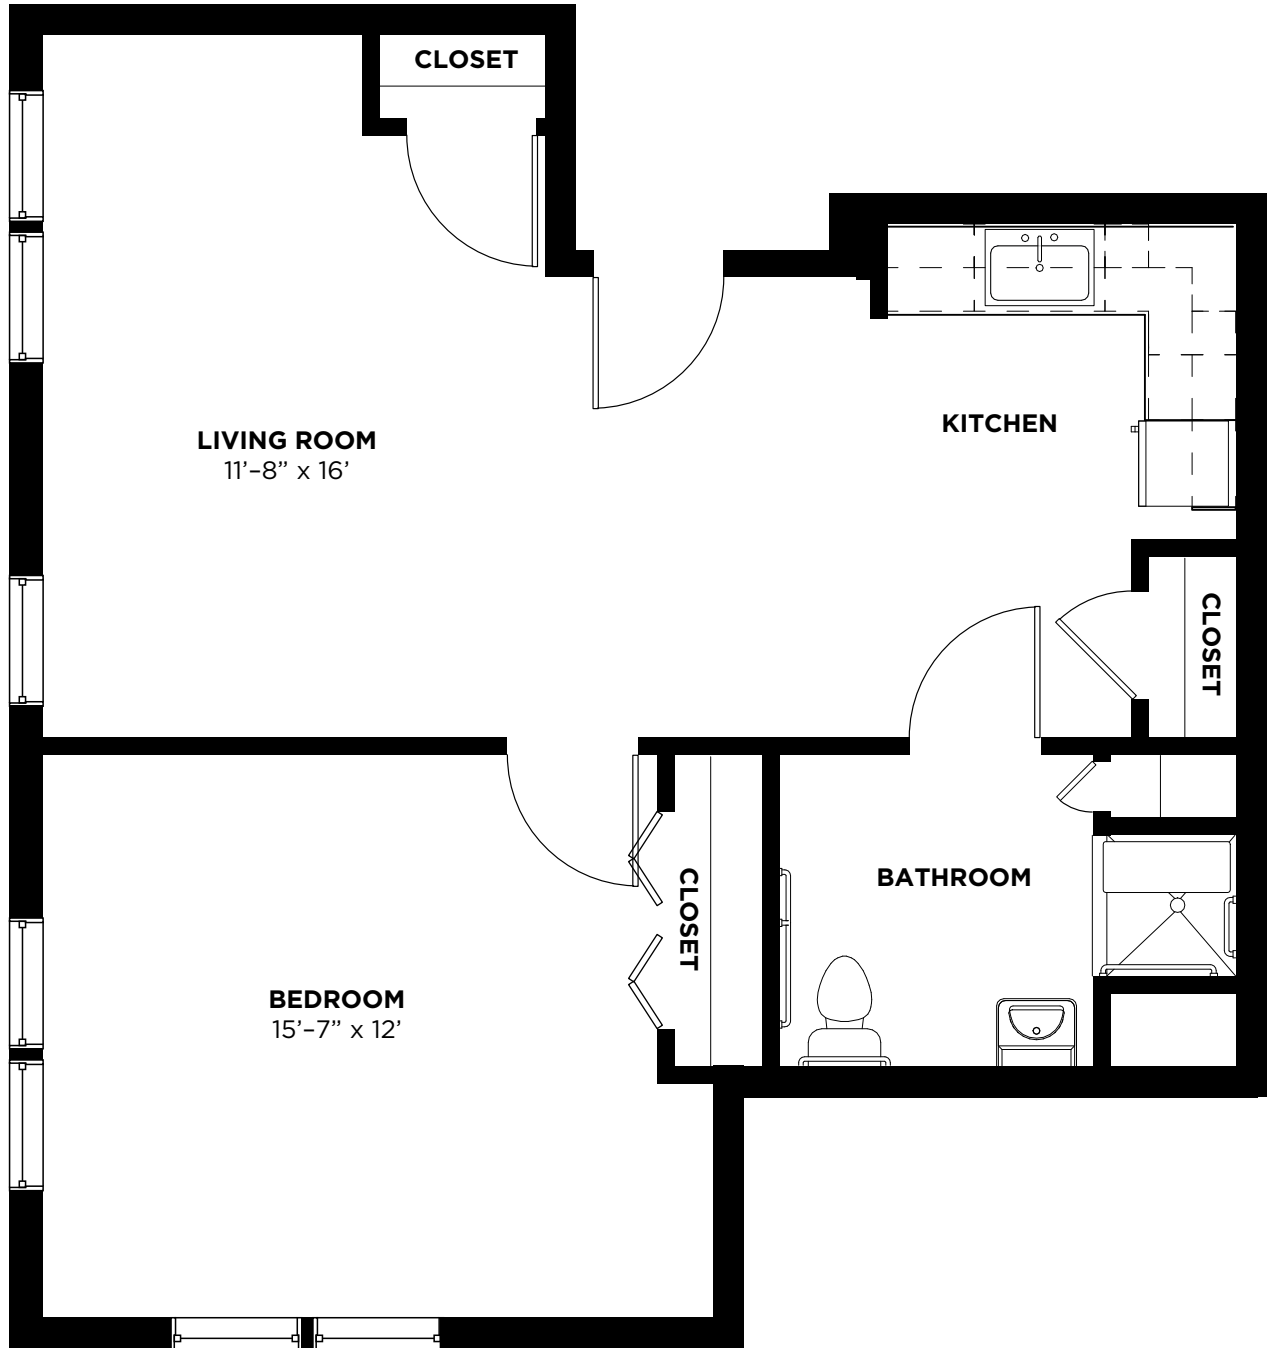 CLOSET
KITCHEN
LIVING ROOM
11’–8” x 16’
CLOSET
BATHROOM
CLOSET
BEDROOM
15’–7” x 12’